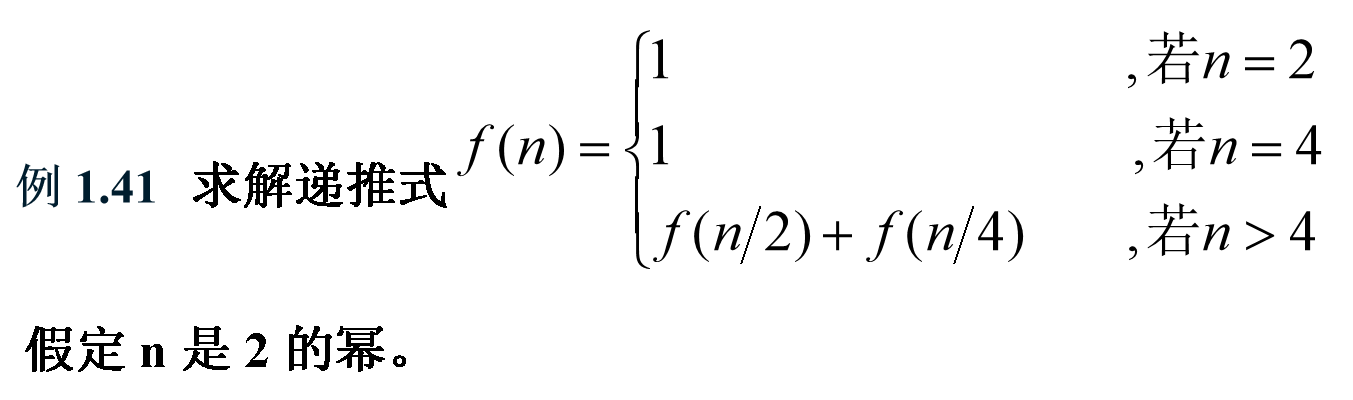 1 ,若n = 2
例 1.41 求解递推式 f(n) = { 1 ,若n = 4
f(n/2) + f(n/4) ,若n > 4
假定 n 是 2 的幂。